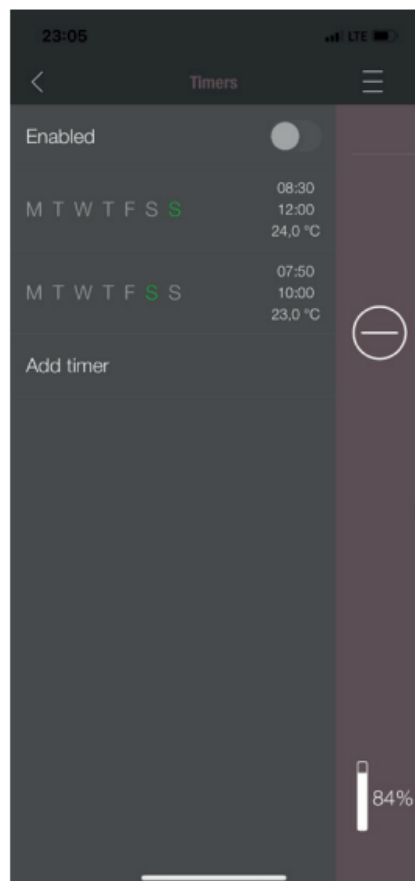 23:05
LTE
Timers
Enabled
M T W T F S S
08:30
12:00
24,0 °C
M T W T F S S
07:50
10:00
23,0 °C
Add timer
84%